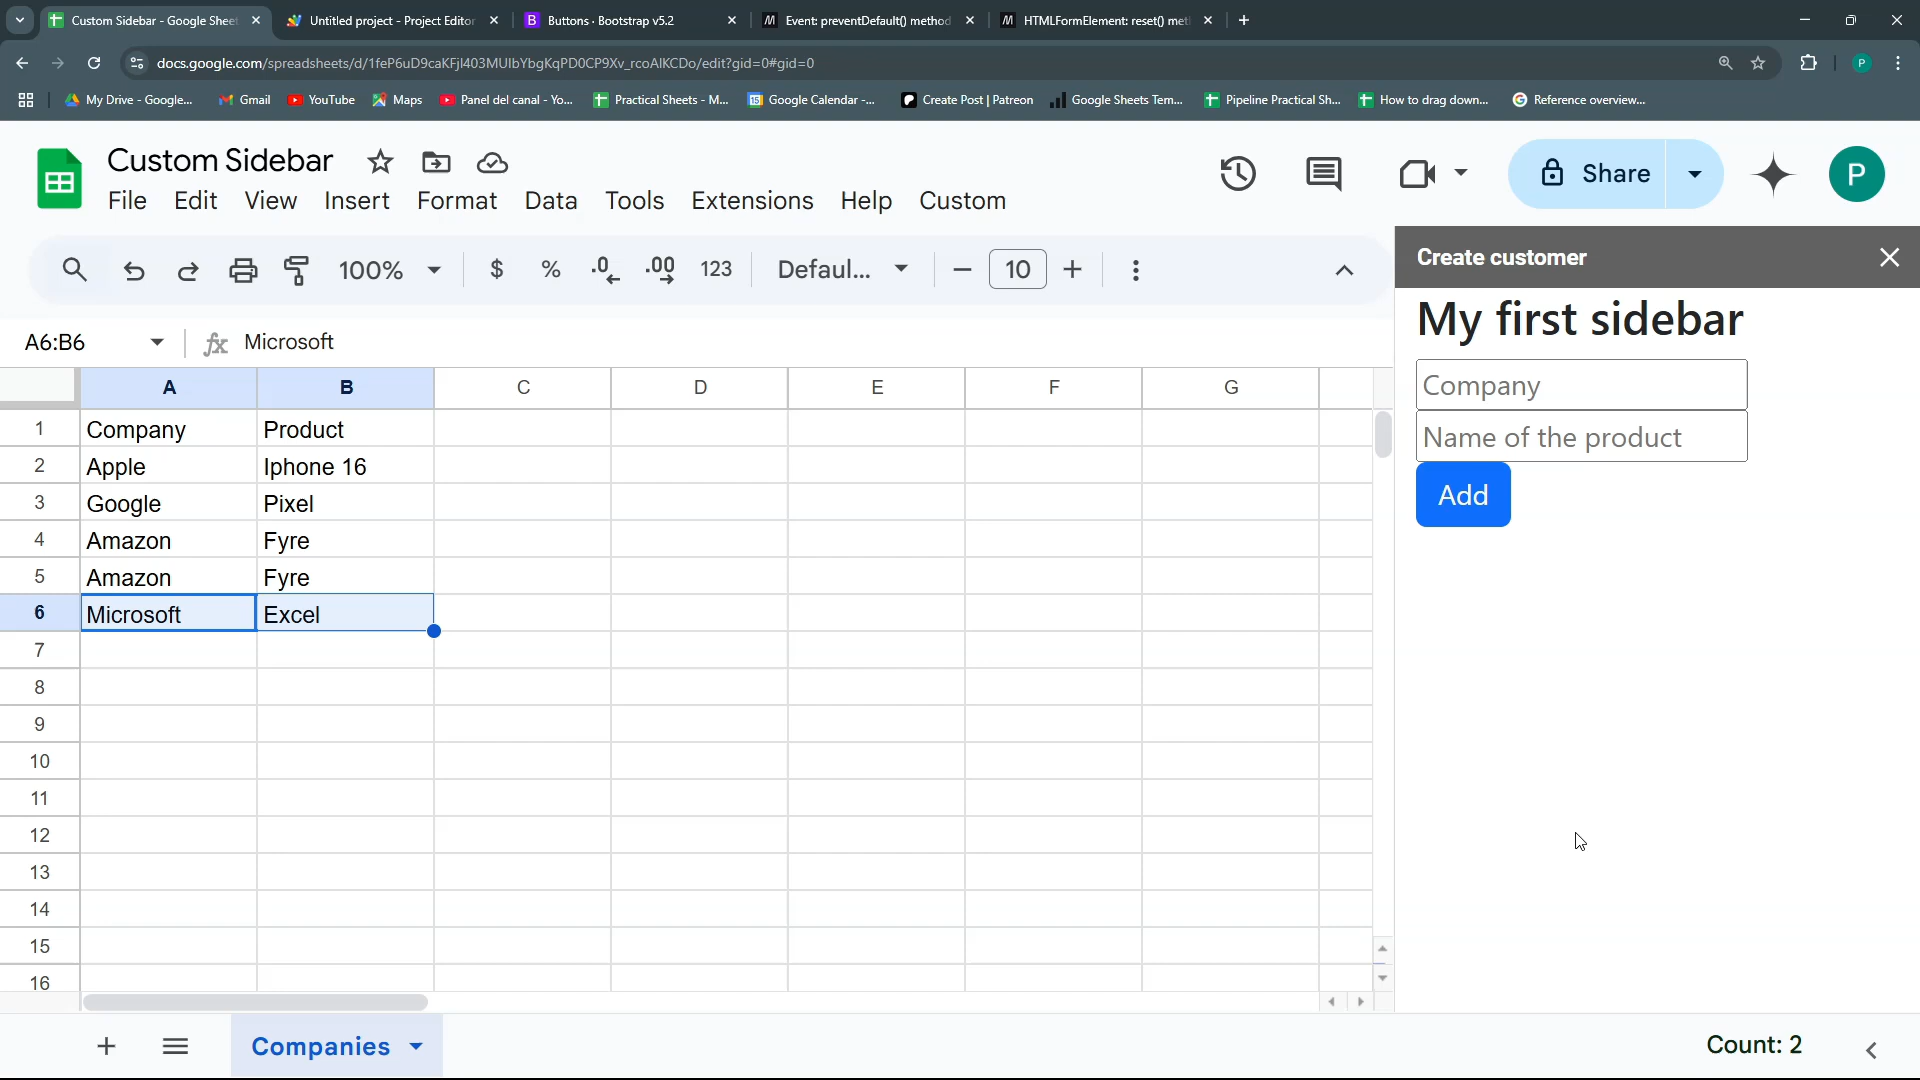 Custom Sidebar - Google Sheet
Untitled project - Project Editor
B Buttons · Bootstrap v5.2
Event: preventDefault() method
HTMLFormElement: reset() met
docs.google.com/spreadsheets/d/1feP6uD9caKFjI403MUIbYbgKqPD0CP9Xv_rcoAIKCDo/edit?gid=0#gid=0
P
My Drive - Google...
Gmail
YouTube
Maps
Panel del canal - Yo...
Practical Sheets - M...
Google Calendar -...
Create Post | Patreon
Google Sheets Tem...
Pipeline Practical Sh...
How to drag down...
Reference overview...
Custom Sidebar
File Edit View Insert Format Data Tools Extensions Help Custom
Share
P
100% $ % .0 .00 123 Defaul... 10
Create customer
A6:B6 fx Microsoft
My first sidebar
Company
Name of the product
Add
A B C D E F G
1 Company Product
2 Apple Iphone 16
3 Google Pixel
4 Amazon Fyre
5 Amazon Fyre
6 Microsoft Excel
7
8
9
10
11
12
13
14
15
16
Companies
Count: 2